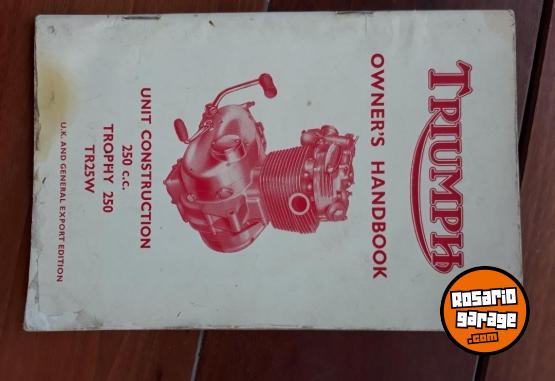 TRIUMPH
OWNER'S HANDBOOK
UNIT CONSTRUCTION
250 c.c.
TROPHY 250
TR25W
U.K. AND GENERAL EXPORT EDITION
Rosario
garage
.com